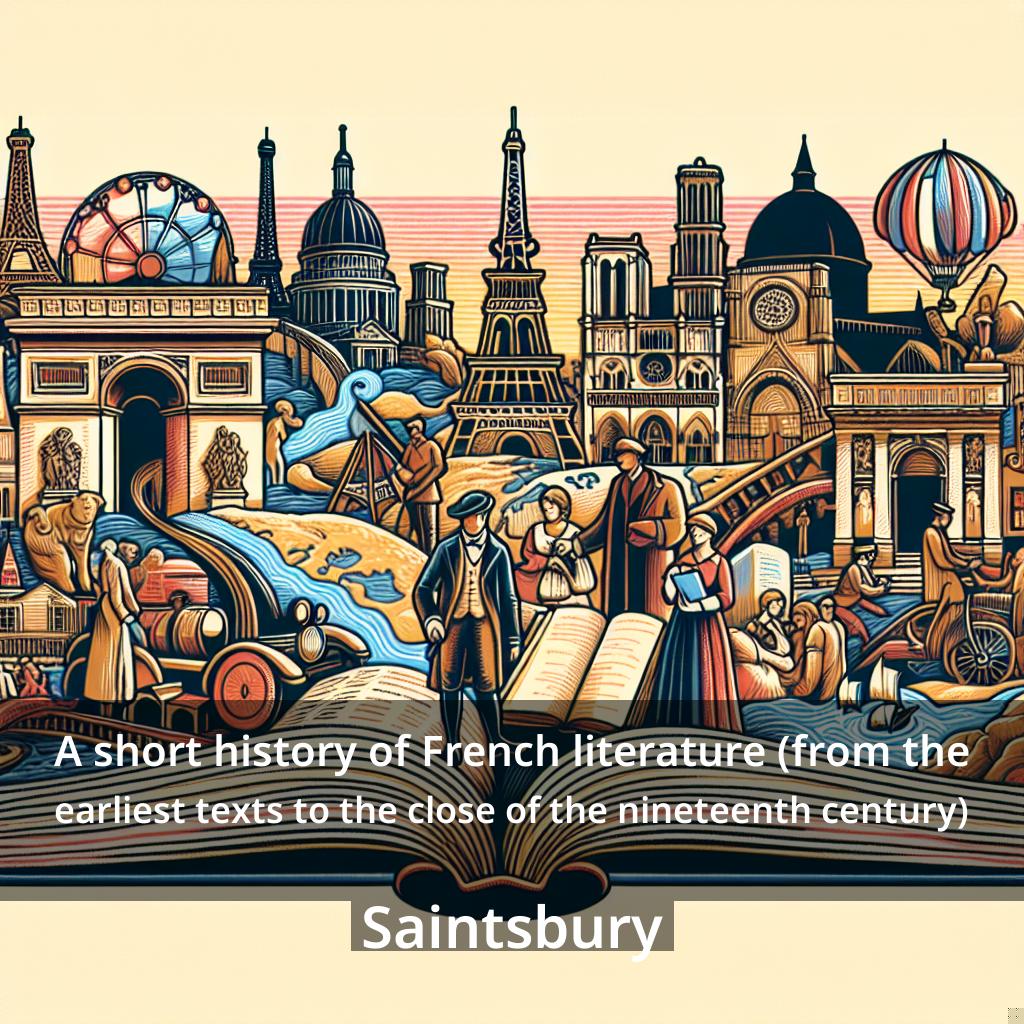 A short history of French literature (from the
earliest texts to the close of the nineteenth century)
Saintsbury